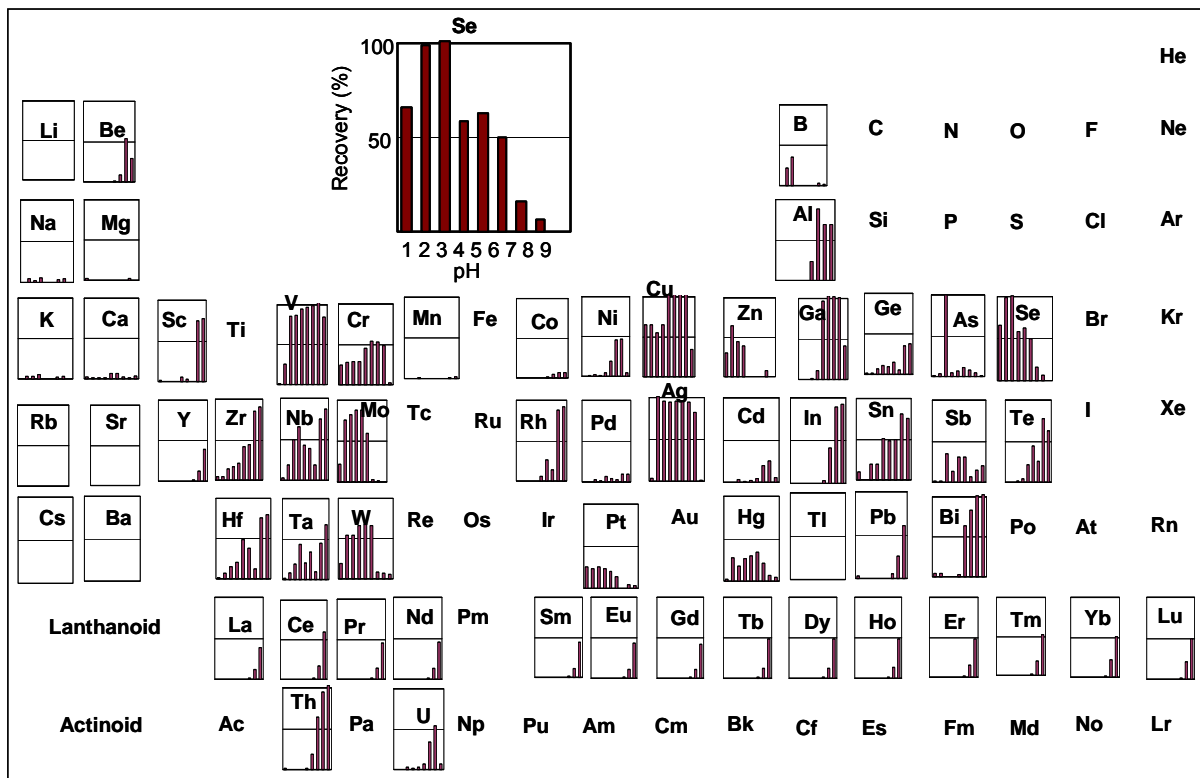 Se
100
50
Recovery (%)
1 2 3 4 5 6 7 8 9
pH
He
Li Be B C N O F Ne
Na Mg Al Si P S Cl Ar
K Ca Sc Ti V Cr Mn Fe Co Ni Cu Zn Ga Ge As Se Br Kr
Rb Sr Y Zr Nb Mo Tc Ru Rh Pd Ag Cd In Sn Sb Te I Xe
Cs Ba Hf Ta W Re Os Ir Pt Au Hg Tl Pb Bi Po At Rn
Lanthanoid La Ce Pr Nd Pm Sm Eu Gd Tb Dy Ho Er Tm Yb Lu
Actinoid Ac Th Pa U Np Pu Am Cm Bk Cf Es Fm Md No Lr